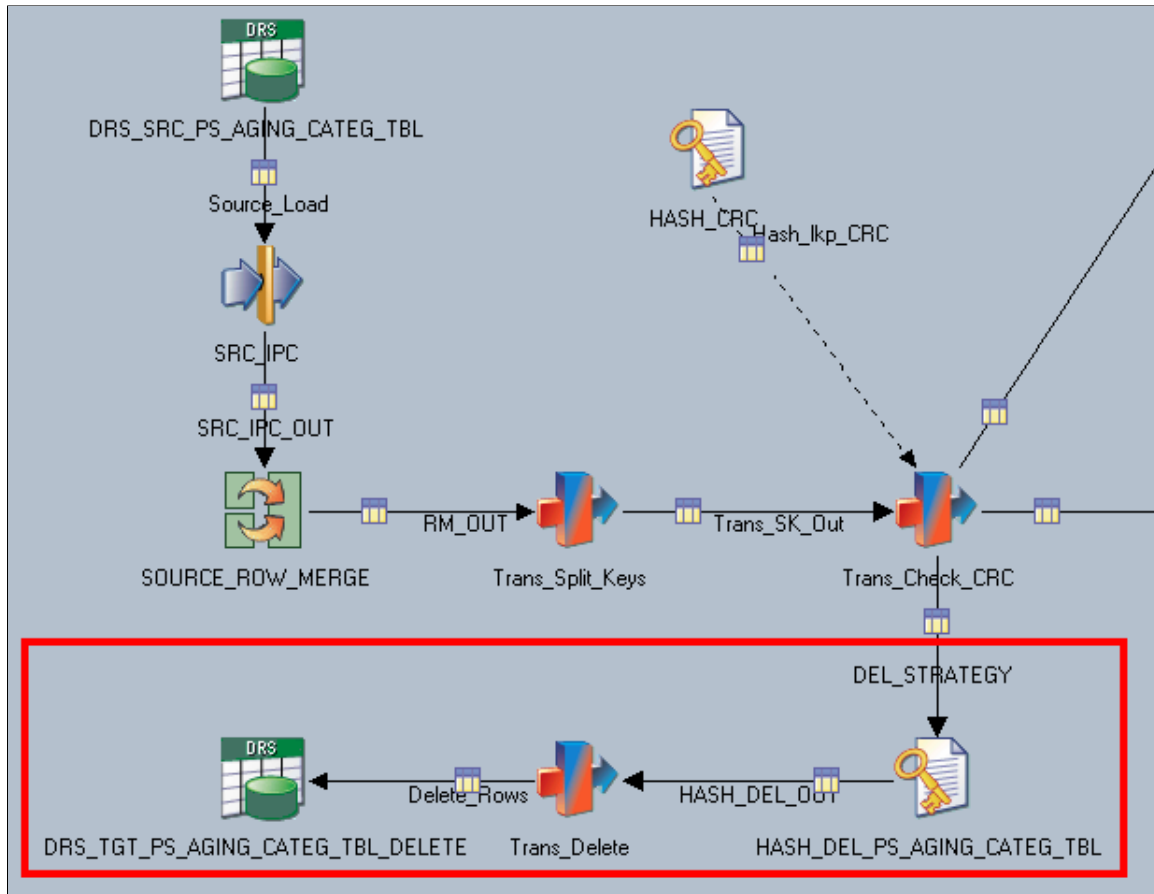 DRS
DRS_SRC_PS_AGING_CATEG_TBL
Source_Load
HASH_CRC
Hash_lkp_CRC
SRC_IPC
SRC_IPC_OUT
RM_OUT
Trans_SK_Out
SOURCE_ROW_MERGE
Trans_Split_Keys
Trans_Check_CRC
DEL_STRATEGY
DRS
Delete_Rows
HASH_DEL_OUT
DRS_TGT_PS_AGING_CATEG_TBL_DELETE
Trans_Delete
HASH_DEL_PS_AGING_CATEG_TBL